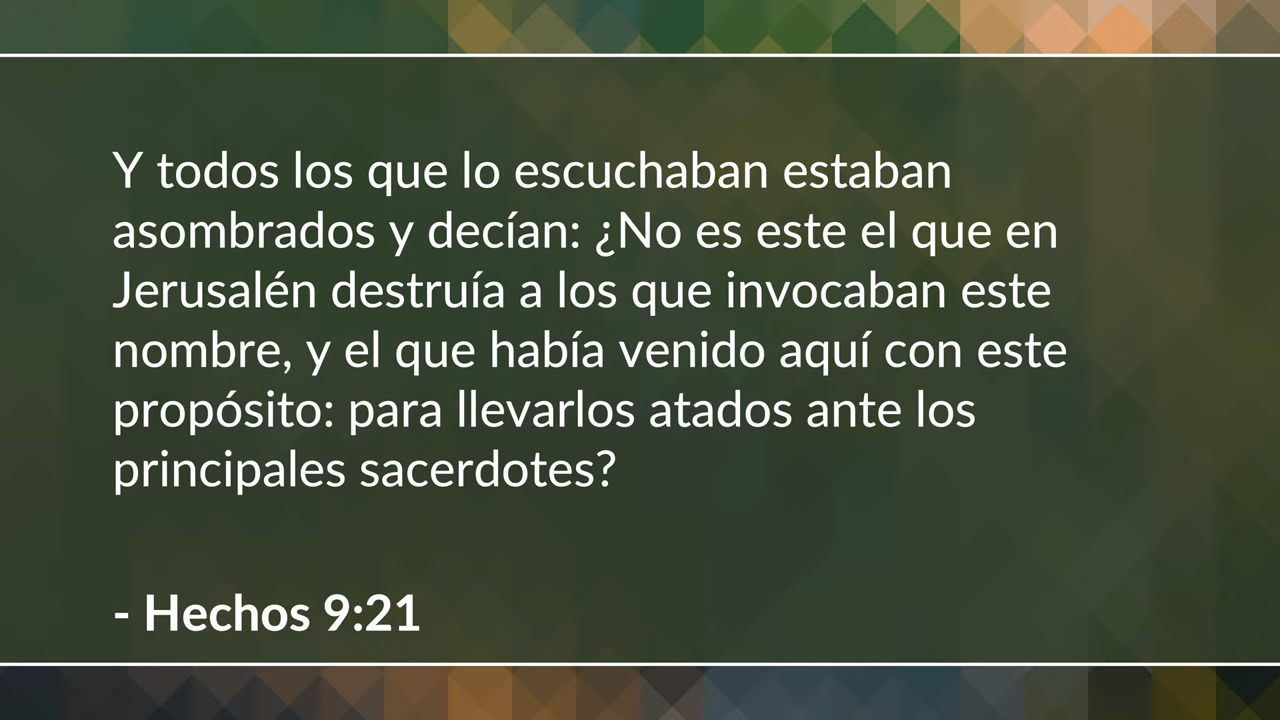 Y todos los que lo escuchaban estaban
asombrados y decían: ¿No es este el que en
Jerusalén destruía a los que invocaban este
nombre, y el que había venido aquí con este
propósito: para llevarlos atados ante los
principales sacerdotes?
- Hechos 9:21